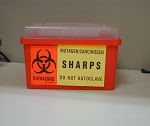 MUTAGEN/CARCINOGEN
SHARPS
BIOHAZARD
DO NOT AUTOCLAVE